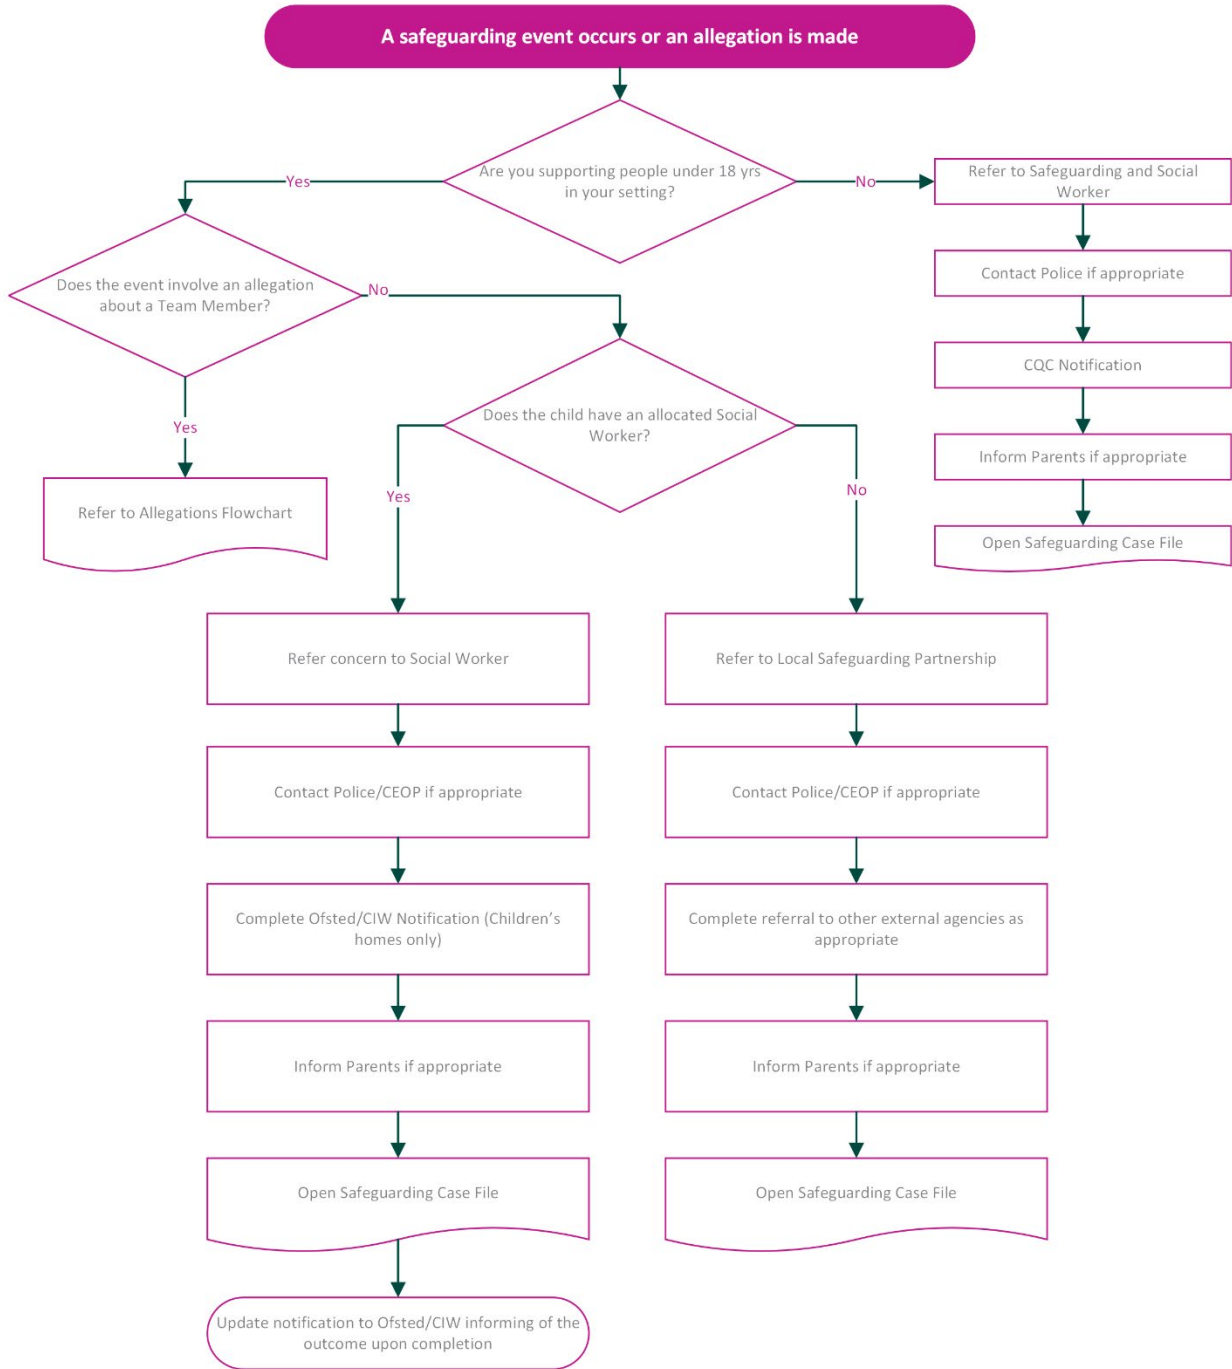 A safeguarding event occurs or an allegation is made
Are you supporting people under 18 yrs
in your setting?
Yes
No
Refer to Safeguarding and Social
Worker
Contact Police if appropriate
CQC Notification
Inform Parents if appropriate
Open Safeguarding Case File
Does the event involve an allegation
about a Team Member?
No
Yes
Refer to Allegations Flowchart
Does the child have an allocated Social
Worker?
Yes
No
Refer concern to Social Worker
Contact Police/CEOP if appropriate
Complete Ofsted/CIW Notification (Children’s
homes only)
Inform Parents if appropriate
Open Safeguarding Case File
Update notification to Ofsted/CIW informing of the
outcome upon completion
Refer to Local Safeguarding Partnership
Contact Police/CEOP if appropriate
Complete referral to other external agencies as
appropriate
Inform Parents if appropriate
Open Safeguarding Case File